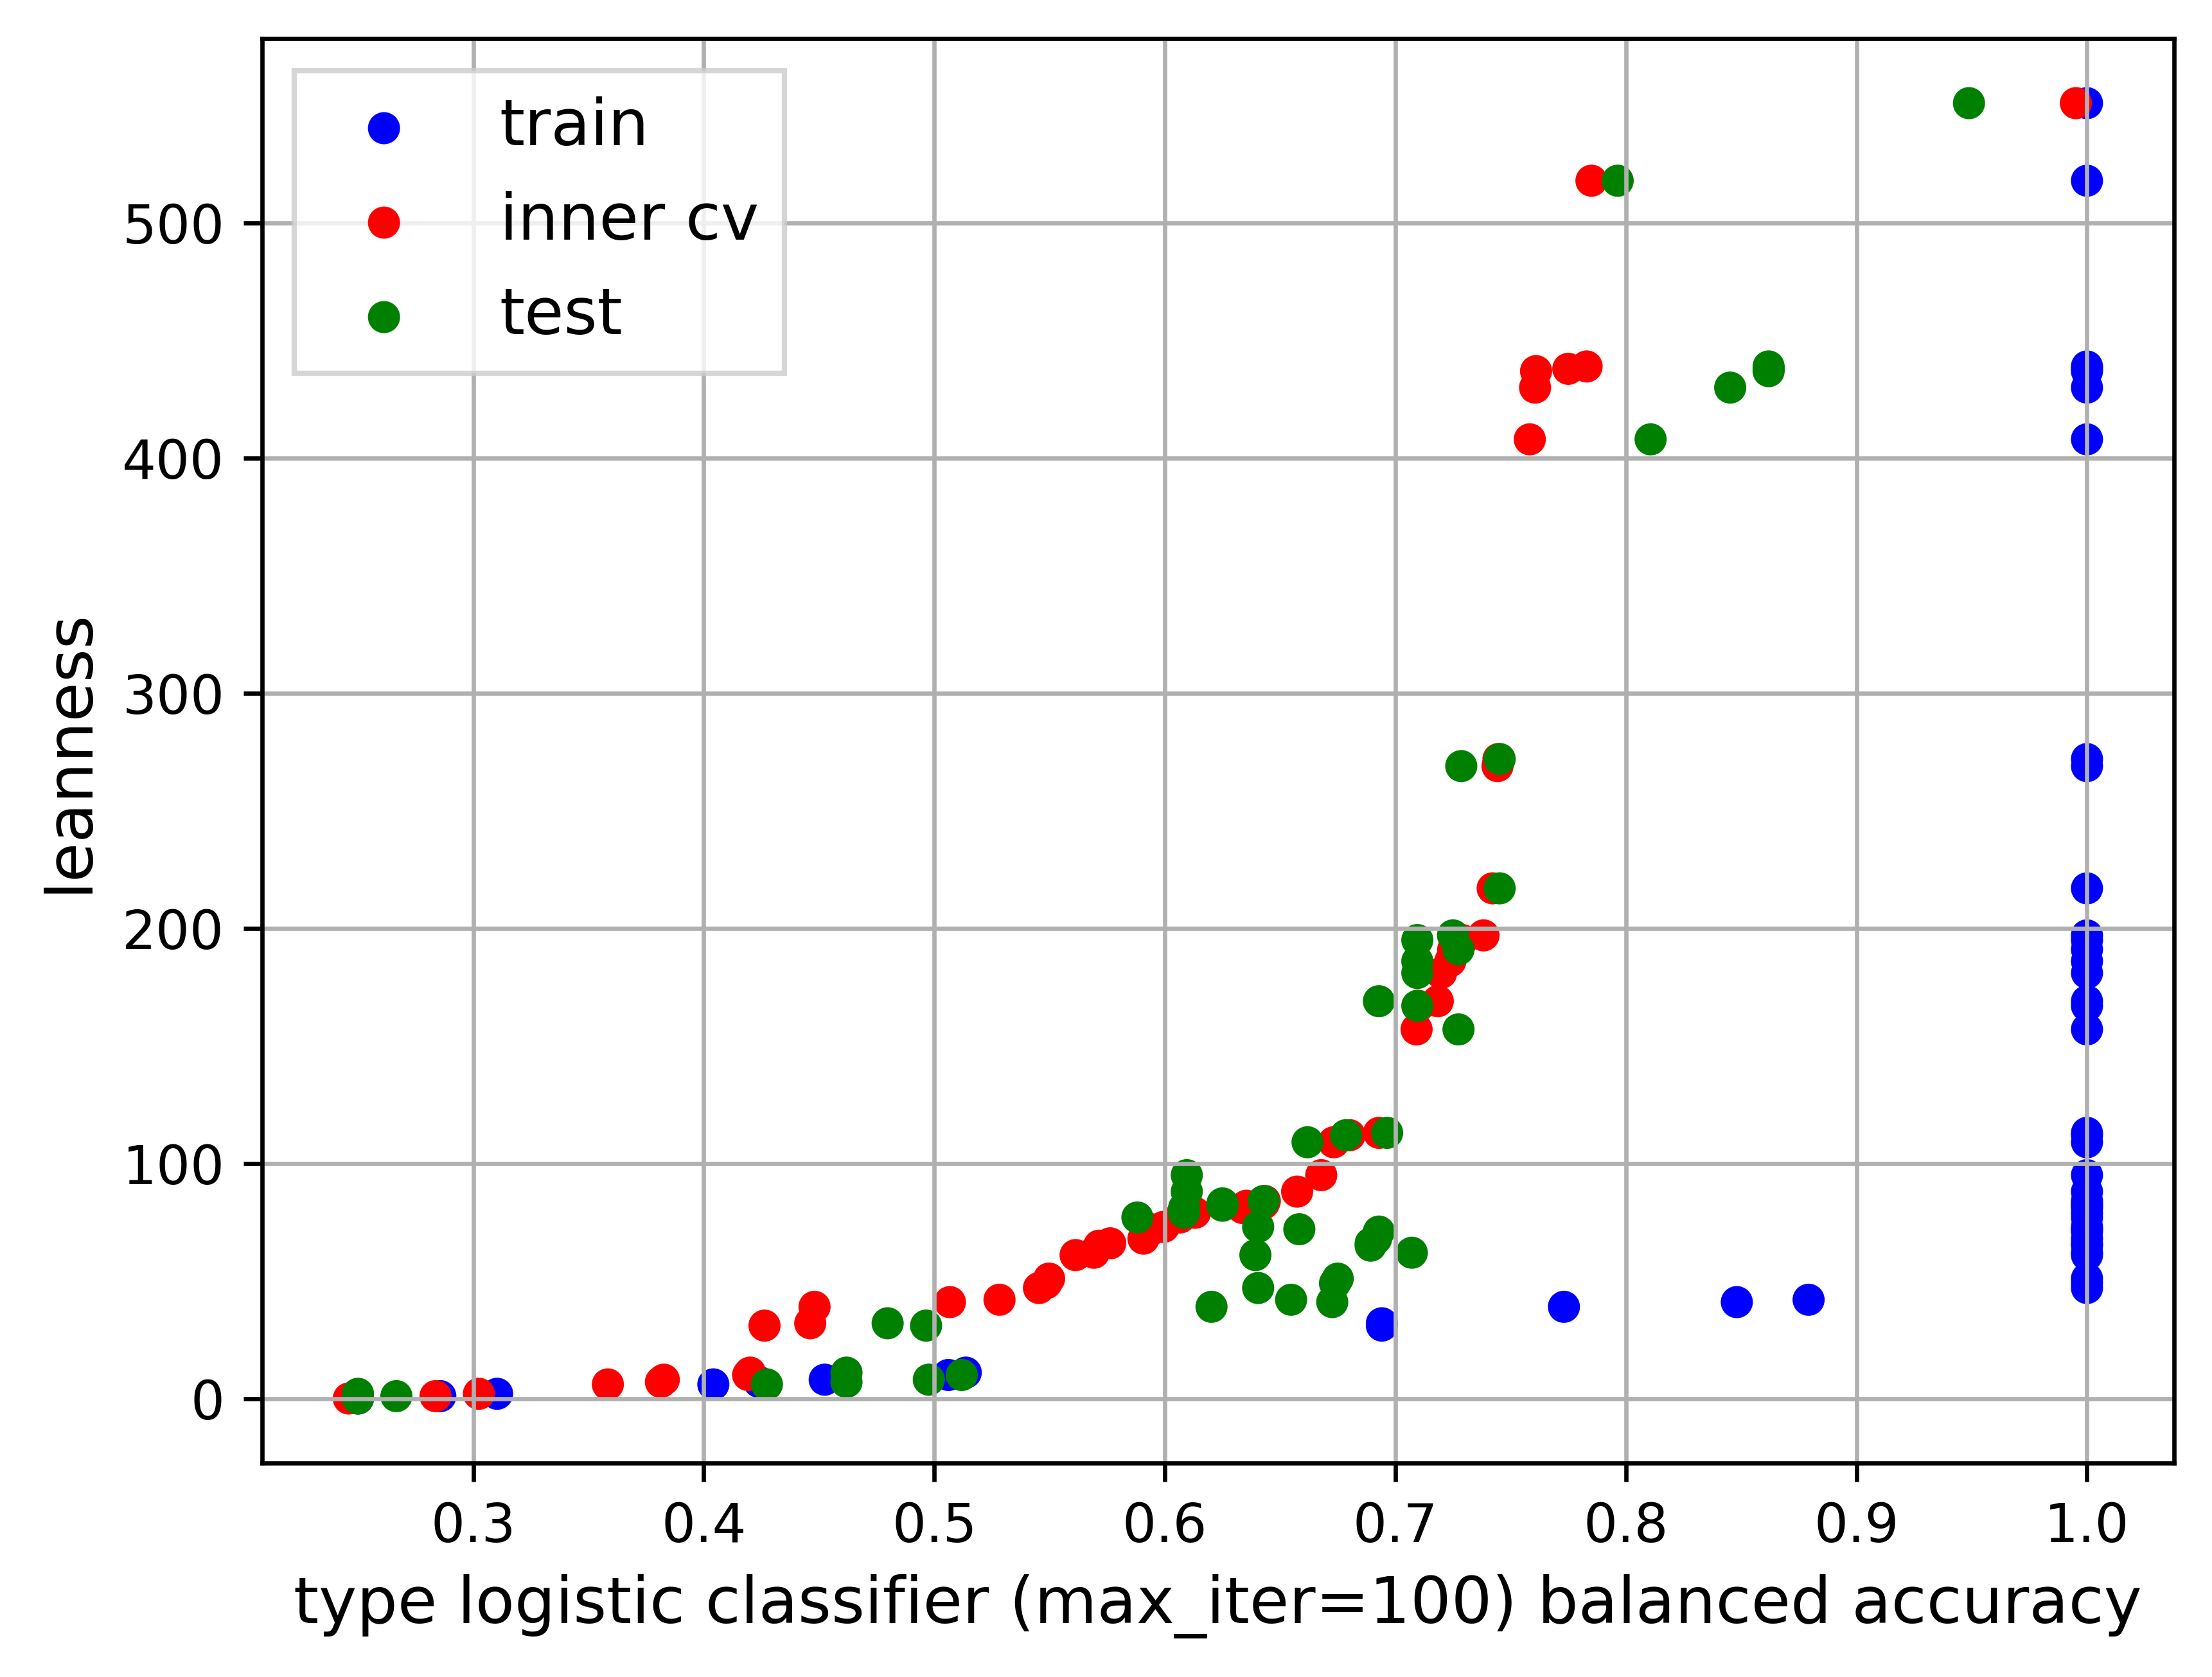 train
inner cv
test
500
400
300
200
100
0
leanness
0.3 0.4 0.5 0.6 0.7 0.8 0.9 1.0
type logistic classifier (max_iter=100) balanced accuracy